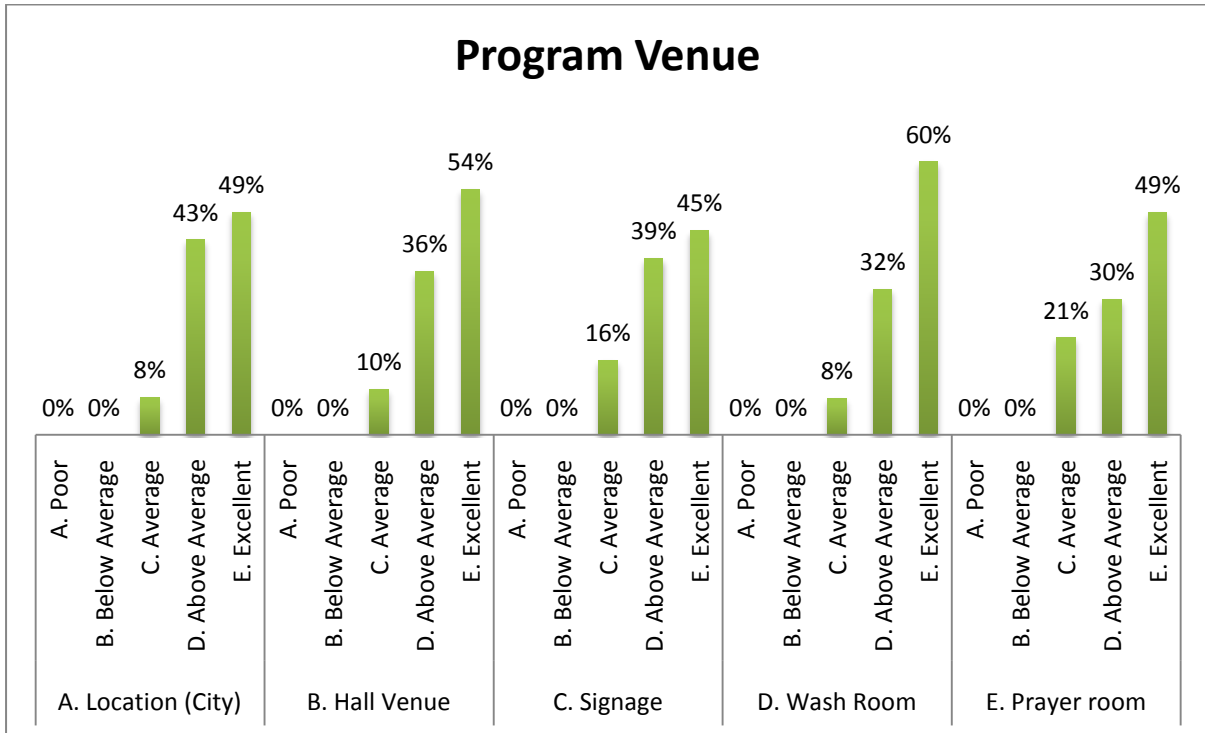 Program Venue
0%
0%
8%
43%
49%
0%
0%
10%
36%
54%
0%
0%
16%
39%
45%
0%
0%
8%
32%
60%
0%
0%
21%
30%
49%
A. Poor
B. Below Average
C. Average
D. Above Average
E. Excellent
A. Poor
B. Below Average
C. Average
D. Above Average
E. Excellent
A. Poor
B. Below Average
C. Average
D. Above Average
E. Excellent
A. Poor
B. Below Average
C. Average
D. Above Average
E. Excellent
A. Poor
B. Below Average
C. Average
D. Above Average
E. Excellent
A. Location (City)
B. Hall Venue
C. Signage
D. Wash Room
E. Prayer room